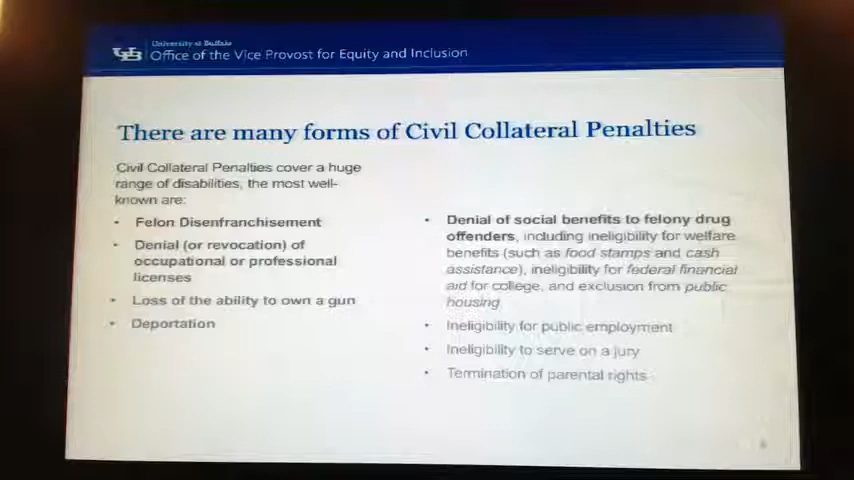 University at Buffalo
UB Office of the Vice Provost for Equity and Inclusion
There are many forms of Civil Collateral Penalties
Civil Collateral Penalties cover a huge
range of disabilities, the most well-
known are:
• Felon Disenfranchisement
• Denial (or revocation) of
occupational or professional
licenses
• Loss of the ability to own a gun
• Deportation
• Denial of social benefits to felony drug
offenders, including ineligibility for welfare
benefits (such as food stamps and cash
assistance), ineligibility for federal financial
aid for college, and exclusion from public
housing
• Ineligibility for public employment
• Ineligibility to serve on a jury
• Termination of parental rights